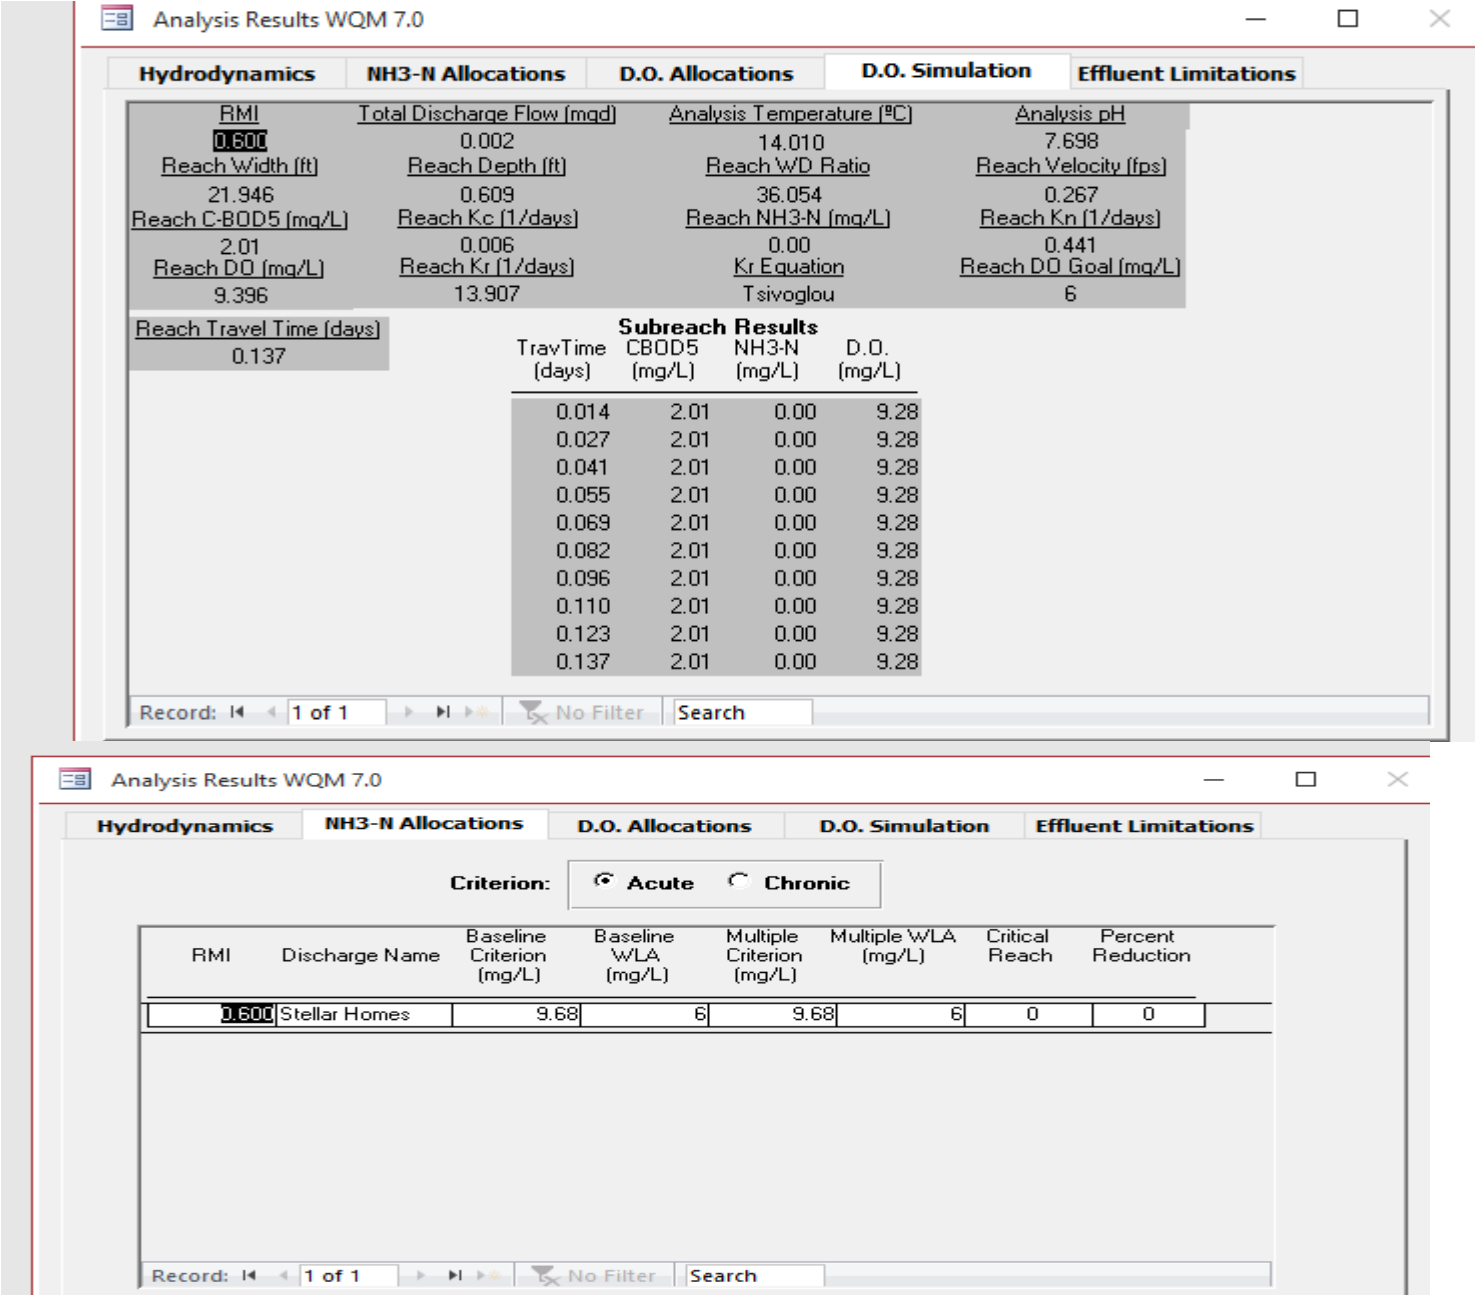 Analysis Results WQM 7.0
Hydrodynamics NH3-N Allocations D.O. Allocations D.O. Simulation Effluent Limitations
RMI Total Discharge Flow (mgd) Analysis Temperature (ºC) Analysis pH
0.600 0.002 14.010 7.698
Reach Width (ft) Reach Depth (ft) Reach WD Ratio Reach Velocity (fps)
21.946 0.609 36.054 0.267
Reach C-BOD5 (mg/L) Reach Kc (1/days) Reach NH3-N (mg/L) Reach Kn (1/days)
2.01 0.006 0.00 0.441
Reach DO (mg/L) Reach Kr (1/days) Kr Equation Reach DO Goal (mg/L)
9.396 13.907 Tsivoglou 6
Reach Travel Time (days) Subreach Results
0.137 TravTime CBOD5 NH3-N D.O.
(days) (mg/L) (mg/L) (mg/L)
0.014 2.01 0.00 9.28
0.027 2.01 0.00 9.28
0.041 2.01 0.00 9.28
0.055 2.01 0.00 9.28
0.069 2.01 0.00 9.28
0.082 2.01 0.00 9.28
0.096 2.01 0.00 9.28
0.110 2.01 0.00 9.28
0.123 2.01 0.00 9.28
0.137 2.01 0.00 9.28
Record: 1 of 1 No Filter Search
Analysis Results WQM 7.0
Hydrodynamics NH3-N Allocations D.O. Allocations D.O. Simulation Effluent Limitations
Criterion: Acute Chronic
Baseline Baseline Multiple Multiple WLA Critical Percent
RMI Discharge Name Criterion WLA Criterion (mg/L) Reach Reduction
(mg/L) (mg/L) (mg/L)
0.600 Stellar Homes 9.68 6 9.68 6 0 0
Record: 1 of 1 No Filter Search